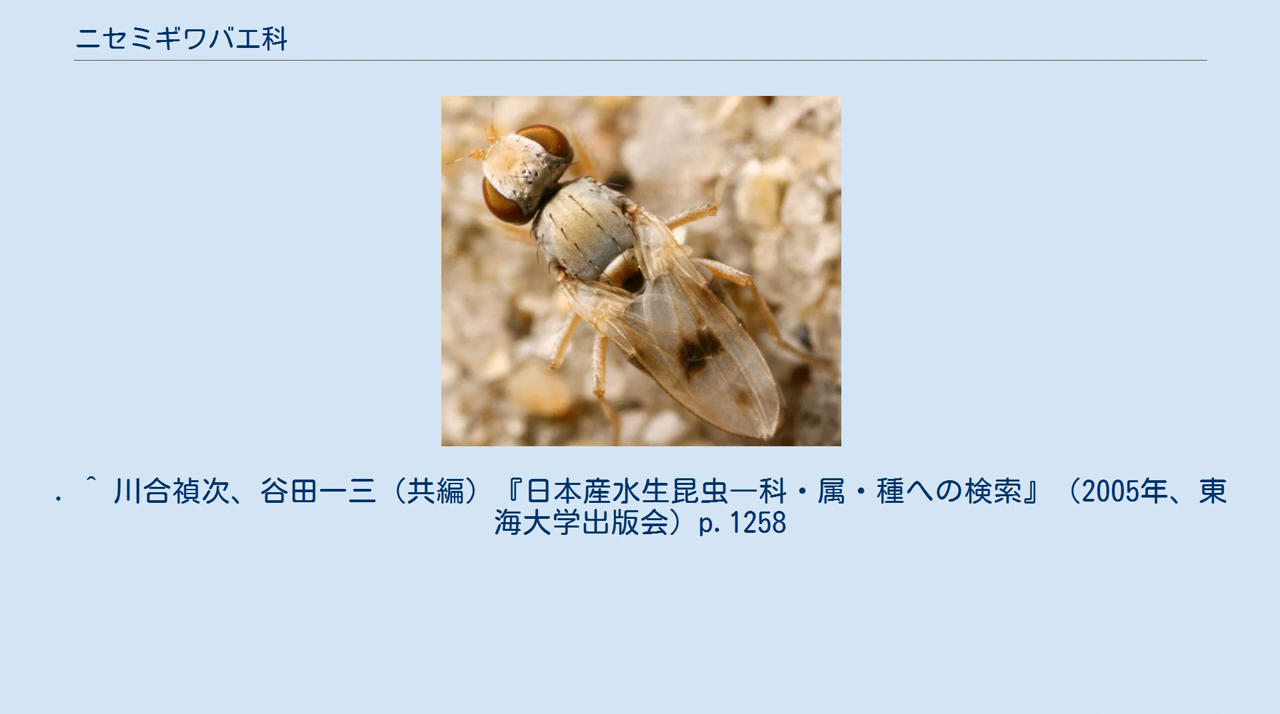 ニセミギワバエ科
. ^ 川合禎次、谷田一三（共編）『日本産水生昆虫―科・属・種への検索』（2005年、東
海大学出版会）p.1258